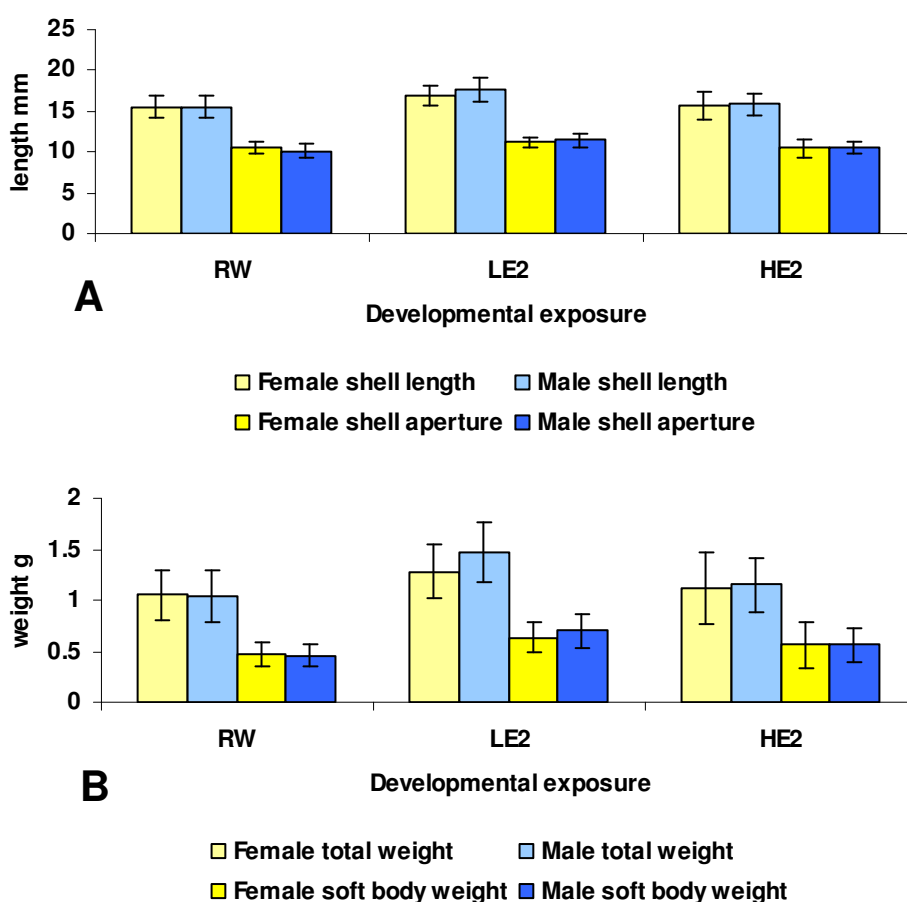 25
20
15
10
5
0
length mm
RW LE2 HE2
A
Developmental exposure
Female shell length Male shell length
Female shell aperture Male shell aperture
2
1.5
1
0.5
0
weight g
RW LE2 HE2
Developmental exposure
B
Female total weight Male total weight
Female soft body weight Male soft body weight